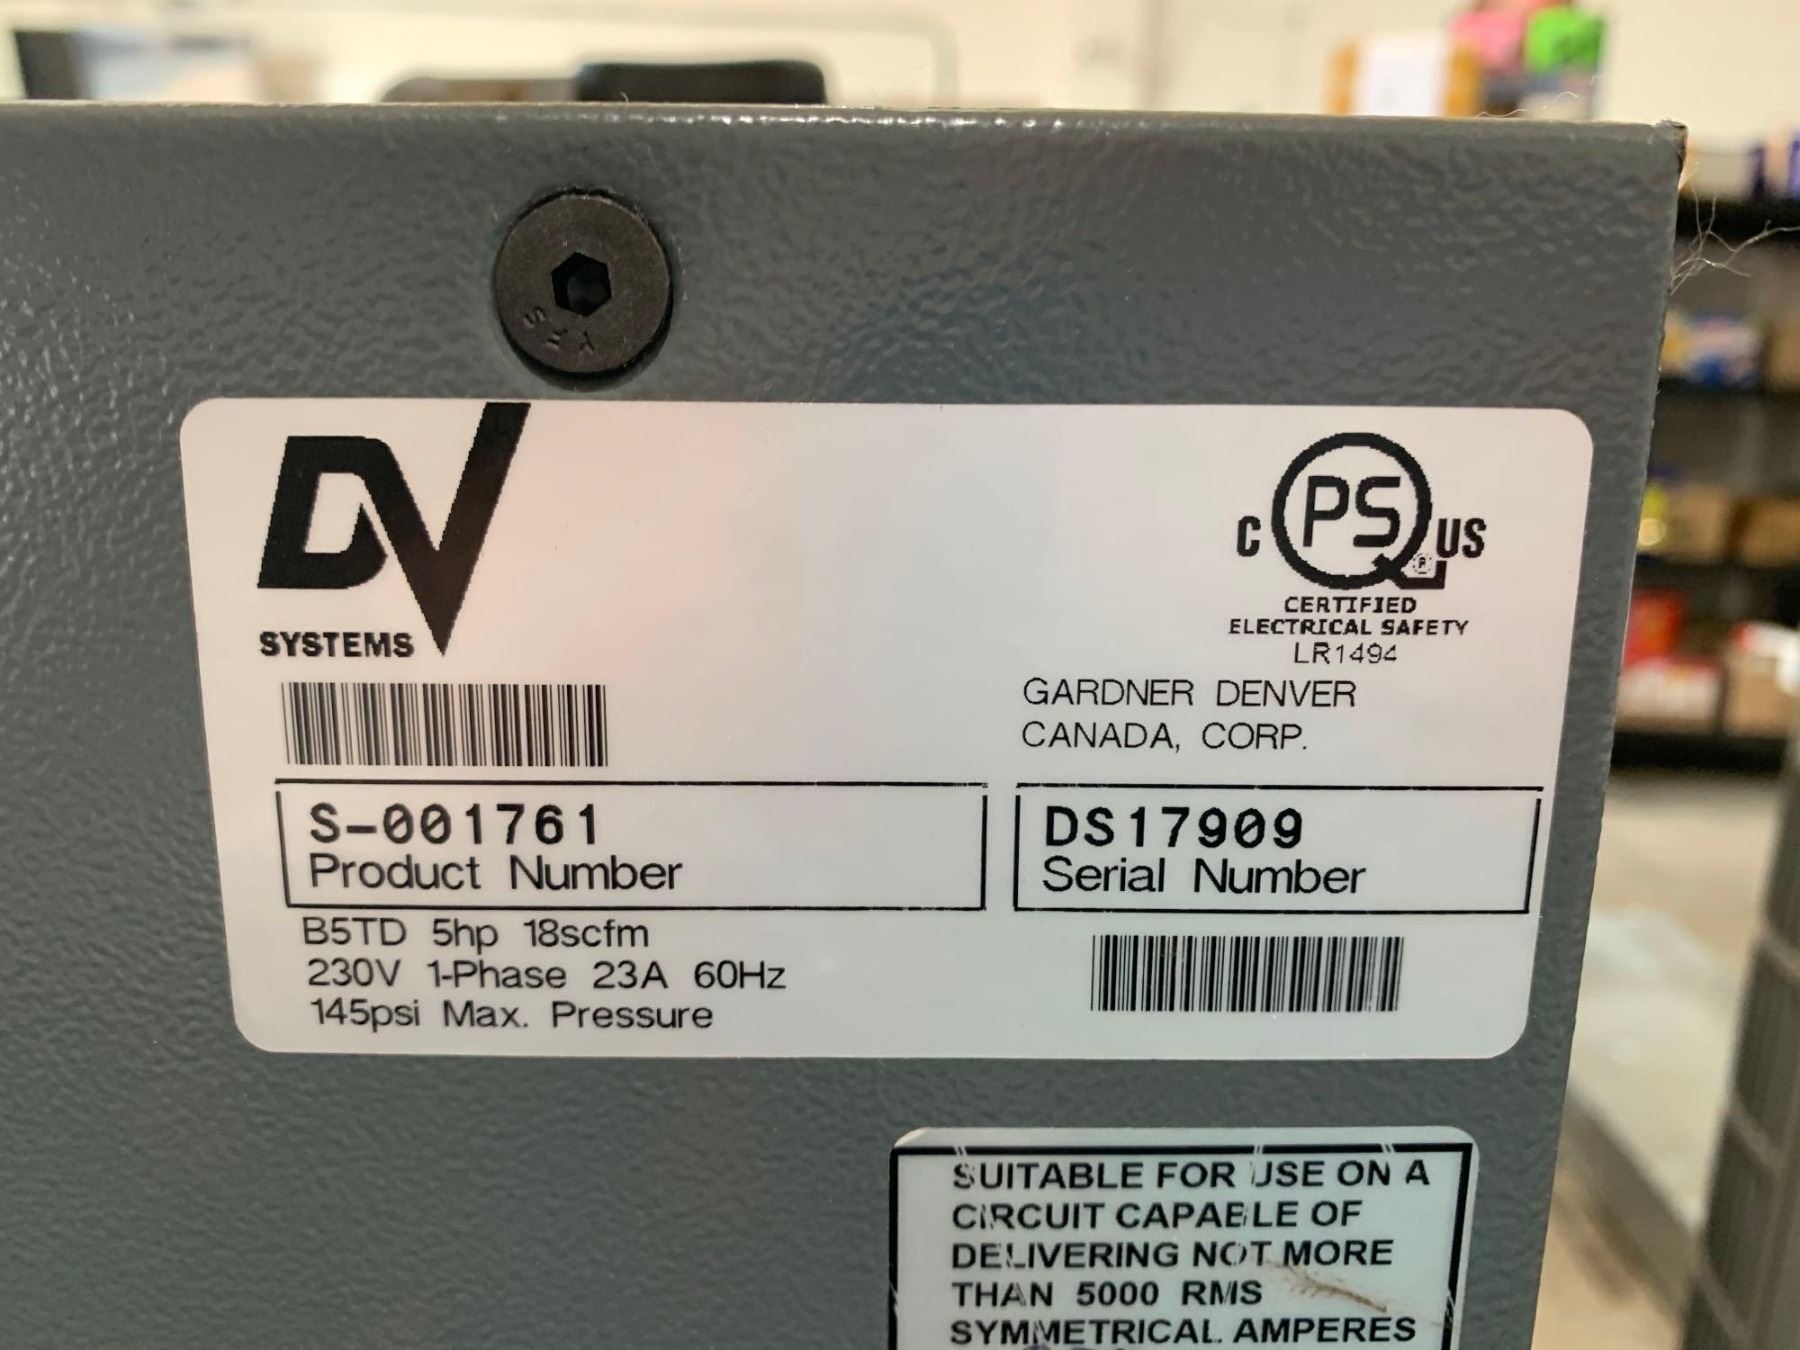 YFS
DV
SYSTEMS
C PS US
®
CERTIFIED
ELECTRICAL SAFETY
LR1494
GARDNER DENVER
CANADA, CORP.
S-001761
Product Number
DS17909
Serial Number
B5TD 5hp 18scfm
230V 1-Phase 23A 60Hz
145psi Max. Pressure
SUITABLE FOR USE ON A
CIRCUIT CAPABLE OF
DELIVERING NOT MORE
THAN 5000 RMS
SYMMETRICAL AMPERES